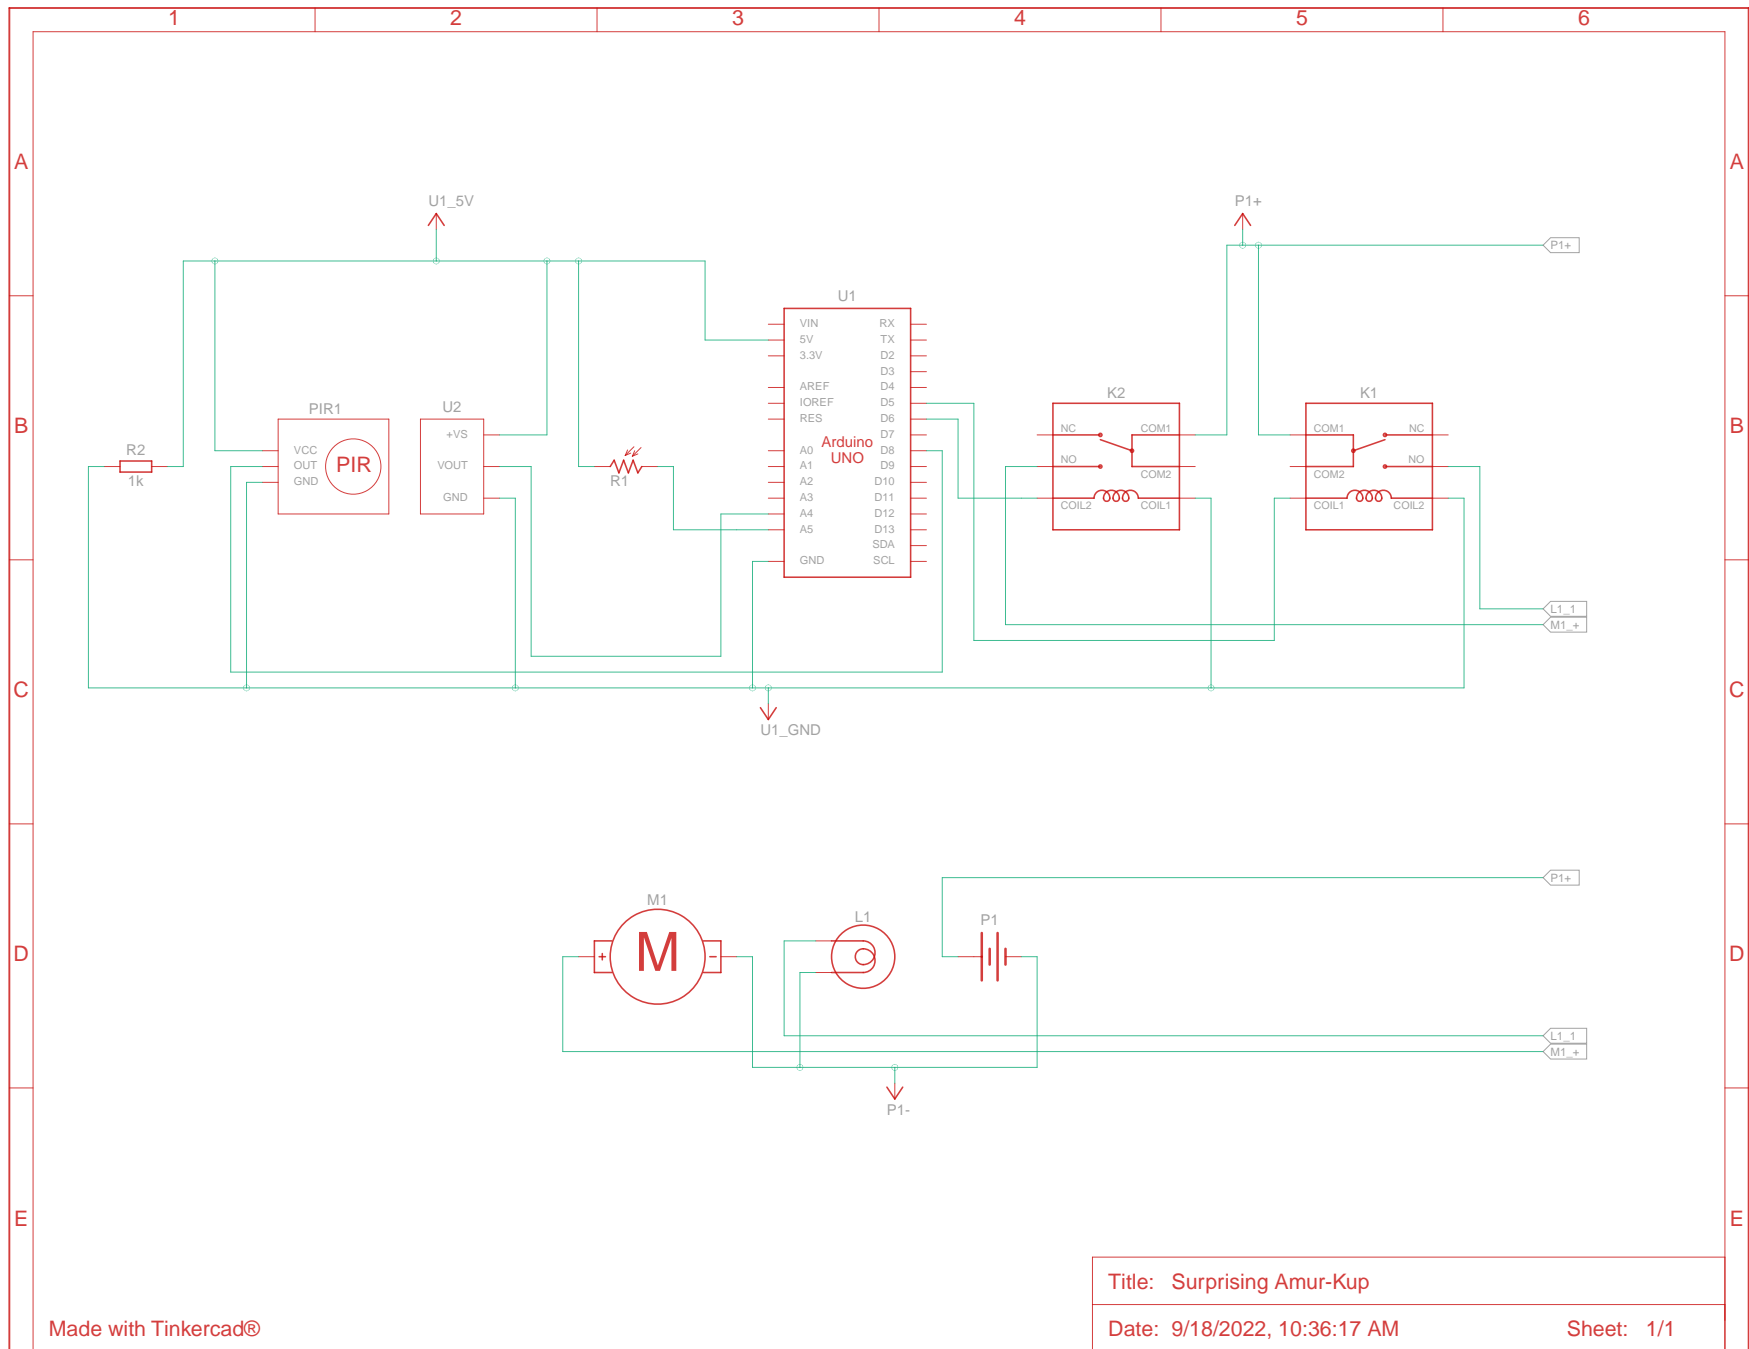 1 2 3 4 5 6
A A
U1_5V P1+
P1+
U1
VIN RX
5V TX
3.3V D2
D3
AREF D4
IOREF D5
RES D6
D7
A0 D8
A1 D9
A2 D10
A3 D11
A4 D12
A5 D13
SDA
GND SCL
Arduino
UNO
B B
R2
1k
PIR1
VCC
OUT
GND
PIR
U2
+VS
VOUT
GND
R1
K2
NC COM1
NO
COM2
COIL2 COIL1
K1
COM1 NC
NO
COM2
COIL1 COIL2
L1_1
M1_+
C C
U1_GND
P1+
D D
M1
+ M −
L1
P1
L1_1
M1_+
P1-
E E
Title: Surprising Amur-Kup
Made with Tinkercad®
Date: 9/18/2022, 10:36:17 AM Sheet: 1/1